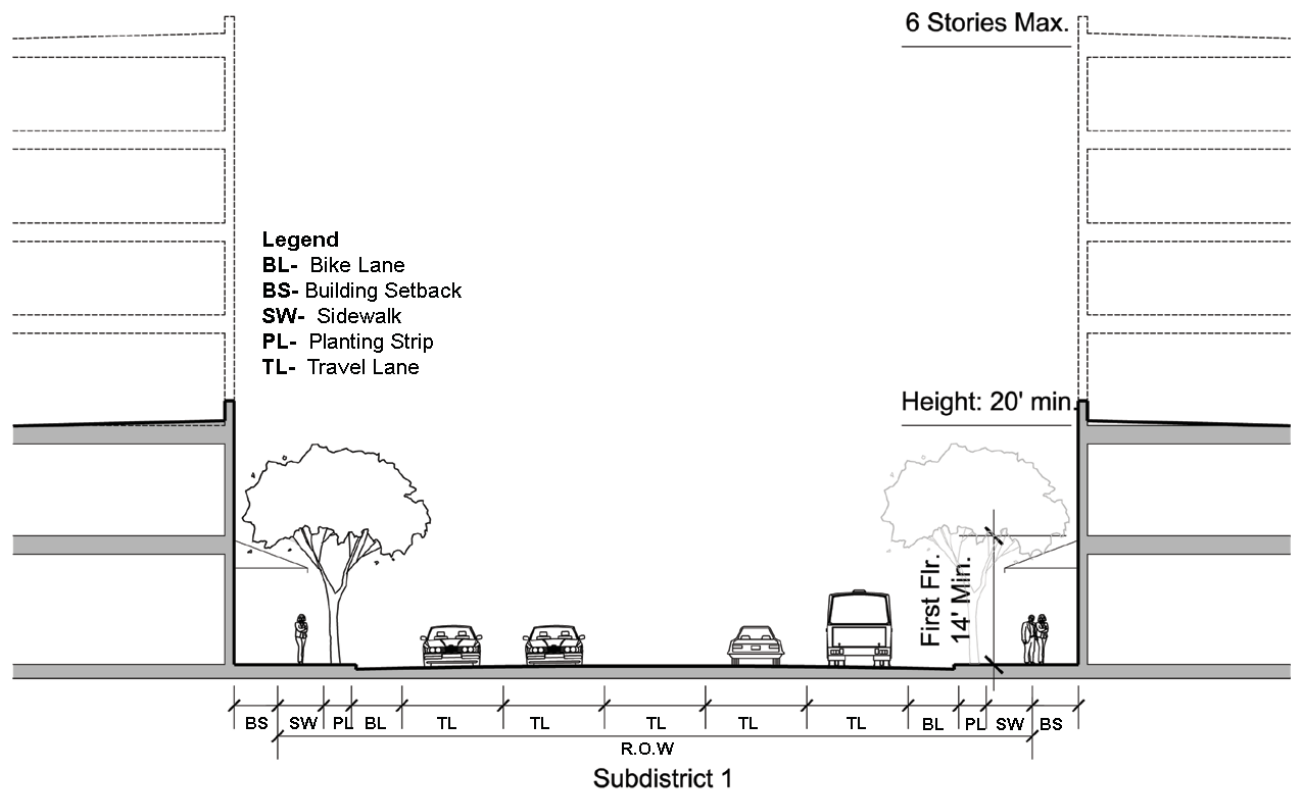 6 Stories Max.
Legend
BL- Bike Lane
BS- Building Setback
SW- Sidewalk
PL- Planting Strip
TL- Travel Lane
Height: 20' min.
First Flr.
14' Min.
BS SW PL BL TL TL TL TL TL BL PL SW BS
R.O.W
Subdistrict 1